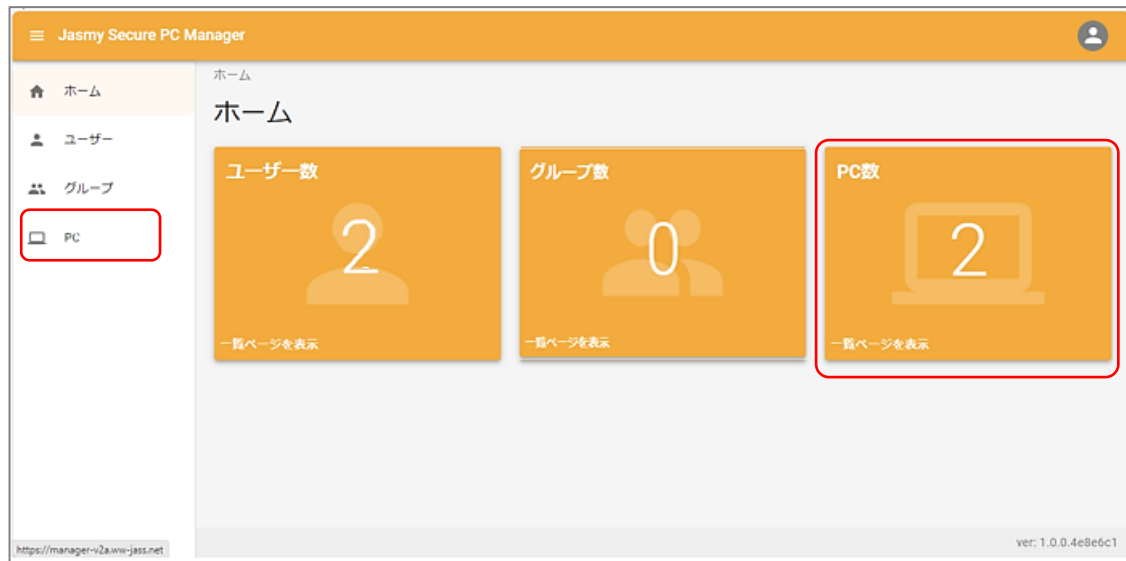 Jasmy Secure PC Manager
ホーム
ユーザー
グループ
PC
ホーム
ホーム
ユーザー数
2
一覧ページを表示
グループ数
0
一覧ページを表示
PC数
2
一覧ページを表示
https://manager-v2a.ww-jass.net
ver: 1.0.0.4e8e6c1